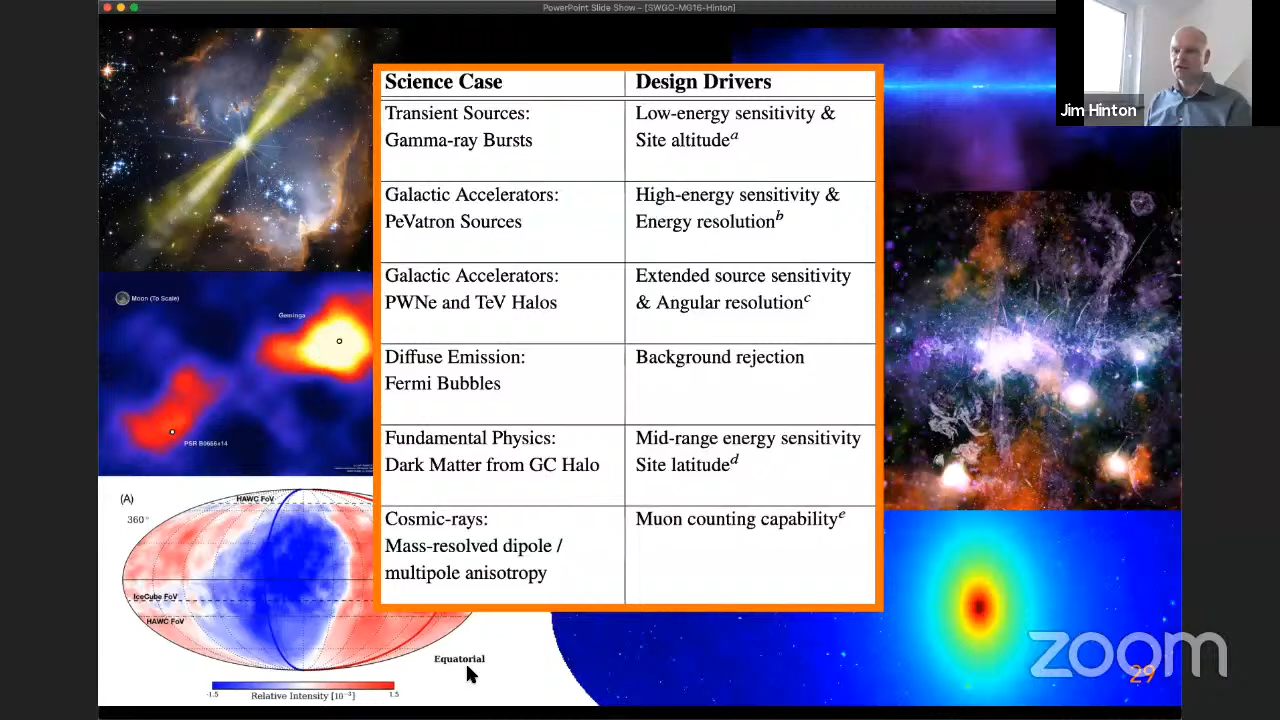 PowerPoint Slide Show – [SWGO-MG16-Hinton]
Jim Hinton
Science Case
Design Drivers
Transient Sources:
Gamma-ray Bursts
Low-energy sensitivity &
Site altitude^a
Galactic Accelerators:
PeVatron Sources
High-energy sensitivity &
Energy resolution^b
Galactic Accelerators:
PWNe and TeV Halos
Extended source sensitivity
& Angular resolution^c
Diffuse Emission:
Fermi Bubbles
Background rejection
Fundamental Physics:
Dark Matter from GC Halo
Mid-range energy sensitivity
Site latitude^d
Cosmic-rays:
Mass-resolved dipole /
multipole anisotropy
Muon counting capability^e
Moon (To Scale)
Geminga
PSR B0656+14
(A)
360°
HAWC FoV
IceCube FoV
HAWC FoV
Equatorial
-1.5
1.5
Relative Intensity [10⁻³]
zoom
29